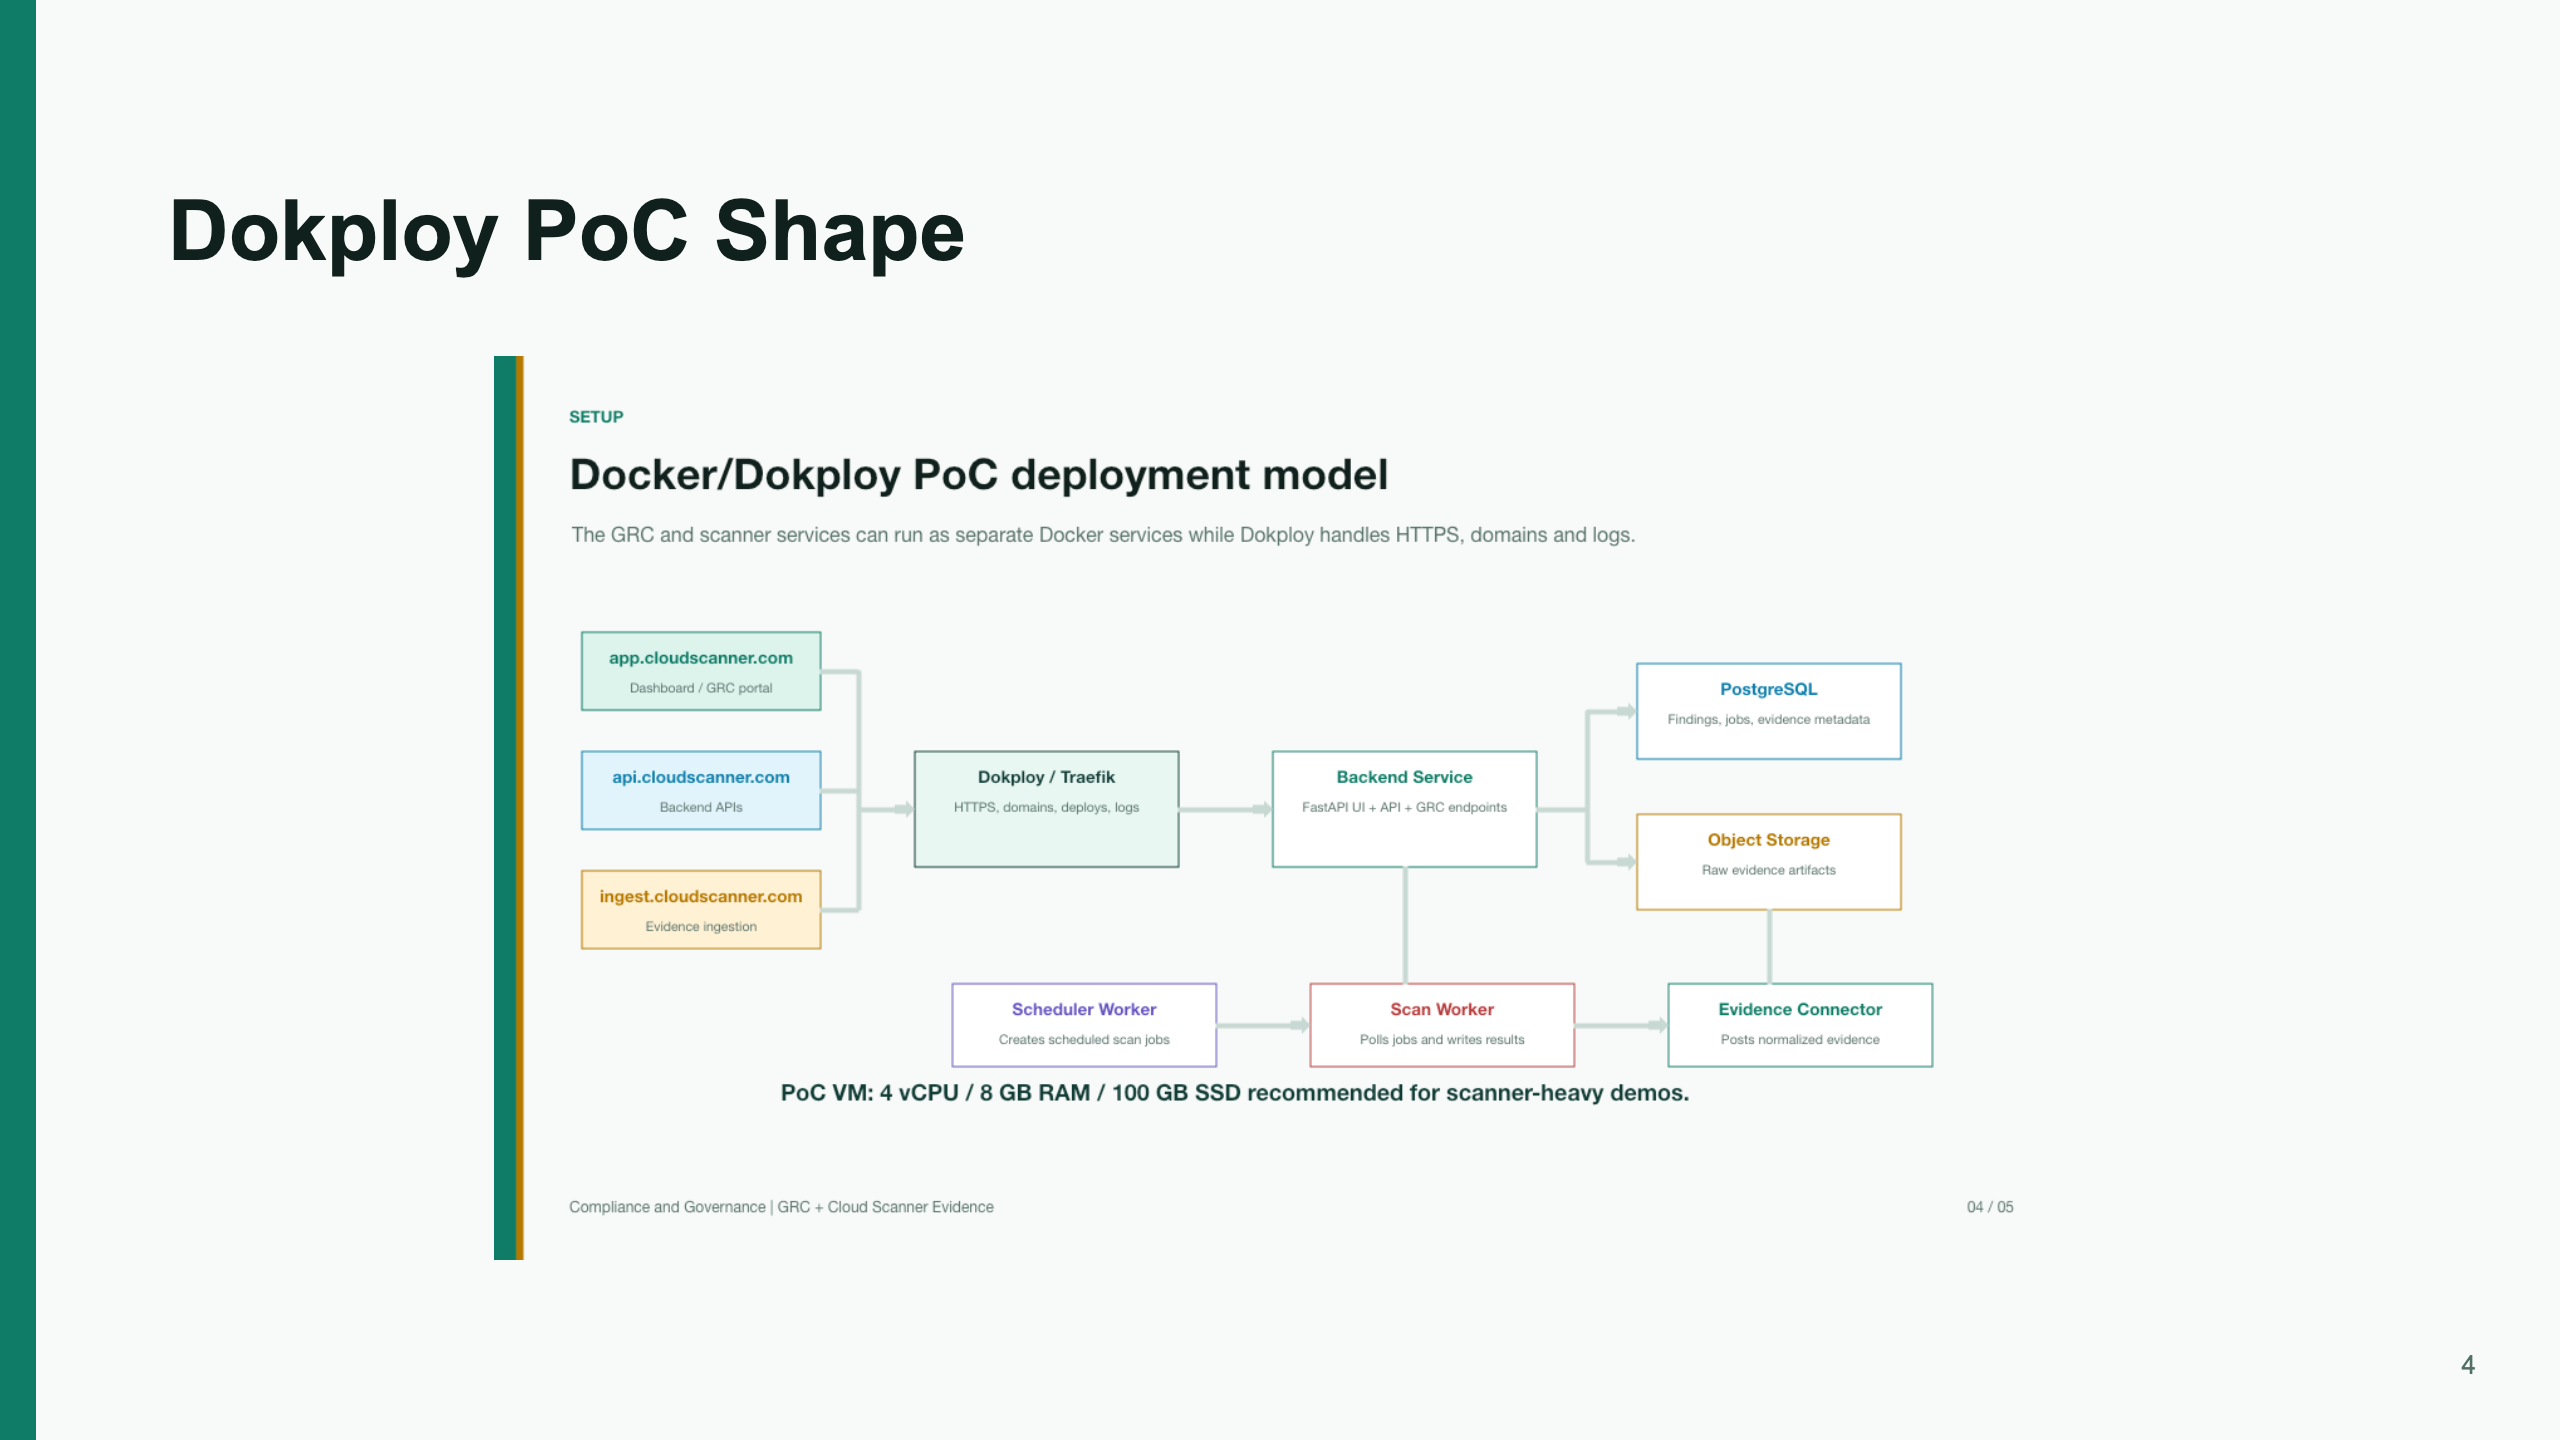 Dokploy PoC Shape
SETUP
Docker/Dokploy PoC deployment model
The GRC and scanner services can run as separate Docker services while Dokploy handles HTTPS, domains and logs.
app.cloudscanner.com
Dashboard / GRC portal
api.cloudscanner.com
Backend APIs
ingest.cloudscanner.com
Evidence ingestion
Dokploy / Traefik
HTTPS, domains, deploys, logs
Backend Service
FastAPI UI + API + GRC endpoints
PostgreSQL
Findings, jobs, evidence metadata
Object Storage
Raw evidence artifacts
Scheduler Worker
Creates scheduled scan jobs
Scan Worker
Polls jobs and writes results
Evidence Connector
Posts normalized evidence
PoC VM: 4 vCPU / 8 GB RAM / 100 GB SSD recommended for scanner-heavy demos.
Compliance and Governance | GRC + Cloud Scanner Evidence
04 / 05
4